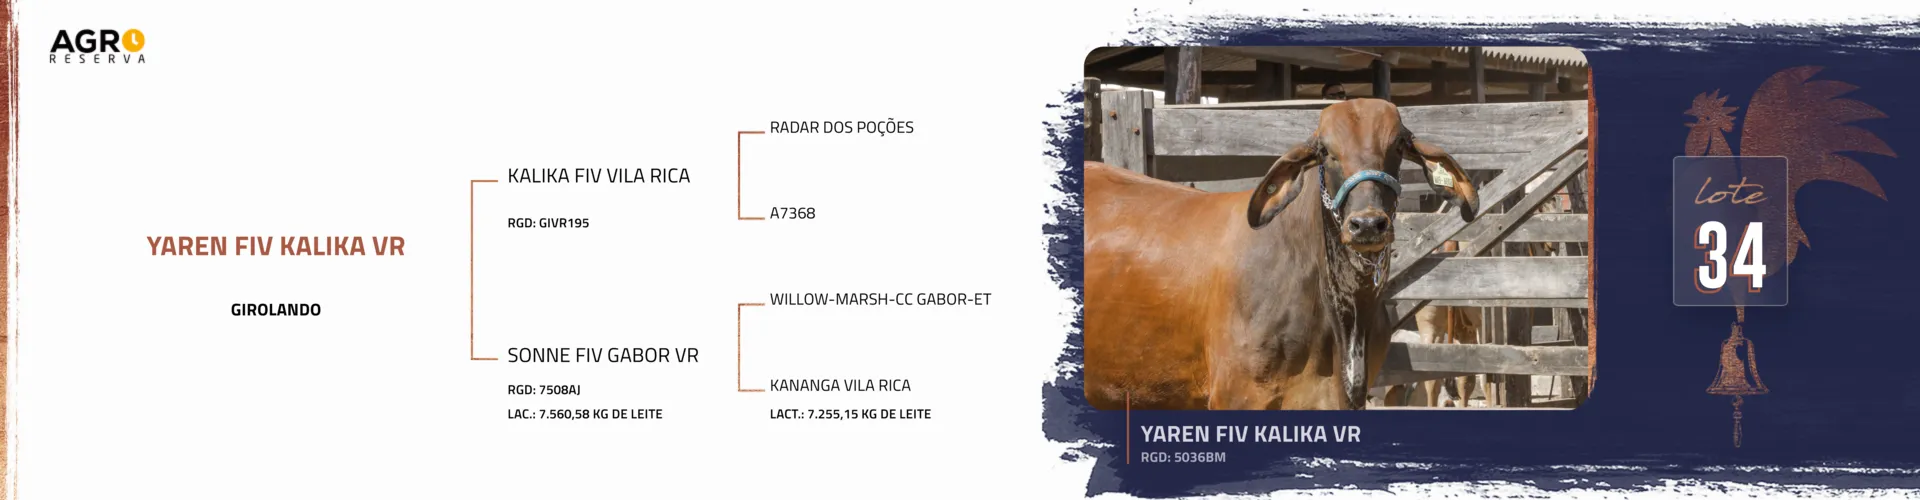 AGRO
RESERVA
YAREN FIV KALIKA VR
GIROLANDO
KALIKA FIV VILA RICA
RGD: GIVR195
SONNE FIV GABOR VR
RGD: 7508AJ
LAC.: 7.560,58 KG DE LEITE
RADAR DOS POÇÕES
A7368
WILLOW-MARSH-CC GABOR-ET
KANANGA VILA RICA
LACT.: 7.255,15 KG DE LEITE
YAREN FIV KALIKA VR
RGD: 5036BM
lote
34